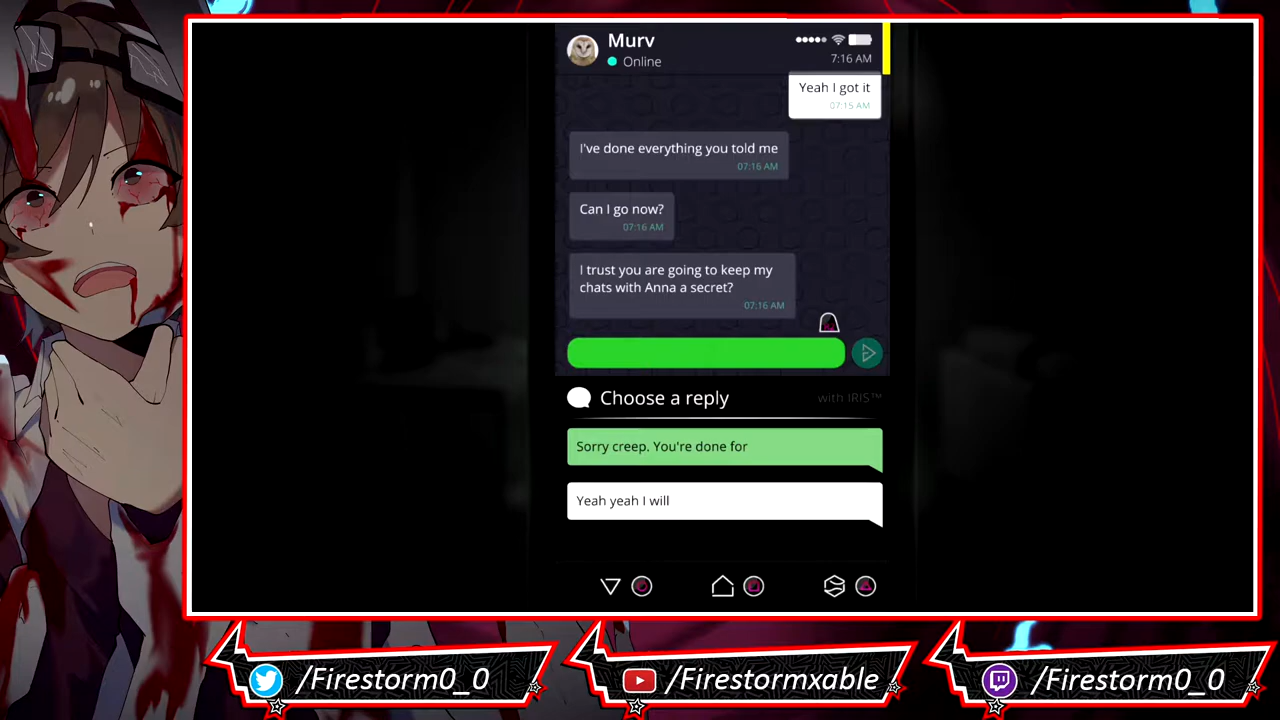 Murv
Online
7:16 AM
Yeah I got it
07:15 AM
I've done everything you told me
07:16 AM
Can I go now?
07:16 AM
I trust you are going to keep my
chats with Anna a secret?
07:16 AM
Choose a reply
with IRIS™
Sorry creep. You're done for
Yeah yeah I will
/Firestorm0_0
/Firestormxable
/Firestorm0_0